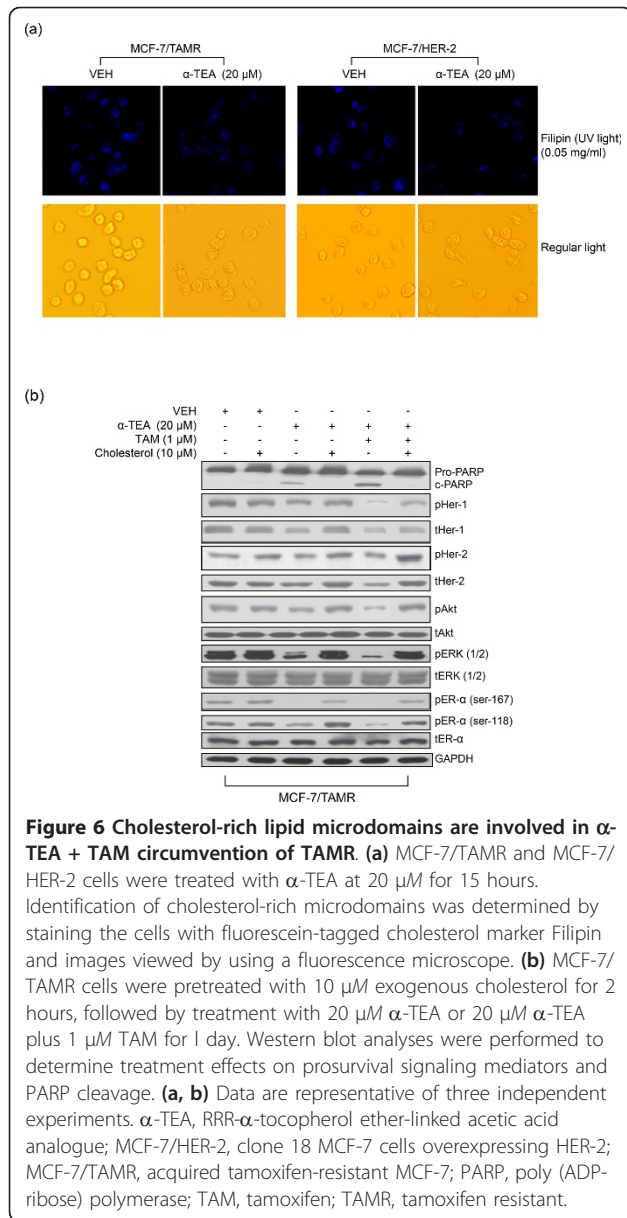 (a)
MCF-7/TAMR
MCF-7/HER-2
VEH
α-TEA (20 µM)
VEH
α-TEA (20 µM)
Filipin (UV light)
(0.05 mg/ml)
Regular light
(b)
VEH + + - - - -
α-TEA (20 µM) - - + + + +
TAM (1 µM) - - - - + +
Cholesterol (10 µM) - + - + - +
Pro-PARP
c-PARP
pHer-1
tHer-1
pHer-2
tHer-2
pAkt
tAkt
pERK (1/2)
tERK (1/2)
pER-α (ser-167)
pER-α (ser-118)
tER-α
GAPDH
MCF-7/TAMR
Figure 6 Cholesterol-rich lipid microdomains are involved in α-
TEA + TAM circumvention of TAMR. (a) MCF-7/TAMR and MCF-7/
HER-2 cells were treated with α-TEA at 20 µM for 15 hours.
Identification of cholesterol-rich microdomains was determined by
staining the cells with fluorescein-tagged cholesterol marker Filipin
and images viewed by using a fluorescence microscope. (b) MCF-7/
TAMR cells were pretreated with 10 µM exogenous cholesterol for 2
hours, followed by treatment with 20 µM α-TEA or 20 µM α-TEA
plus 1 µM TAM for l day. Western blot analyses were performed to
determine treatment effects on prosurvival signaling mediators and
PARP cleavage. (a, b) Data are representative of three independent
experiments. α-TEA, RRR-α-tocopherol ether-linked acetic acid
analogue; MCF-7/HER-2, clone 18 MCF-7 cells overexpressing HER-2;
MCF-7/TAMR, acquired tamoxifen-resistant MCF-7; PARP, poly (ADP-
ribose) polymerase; TAM, tamoxifen; TAMR, tamoxifen resistant.